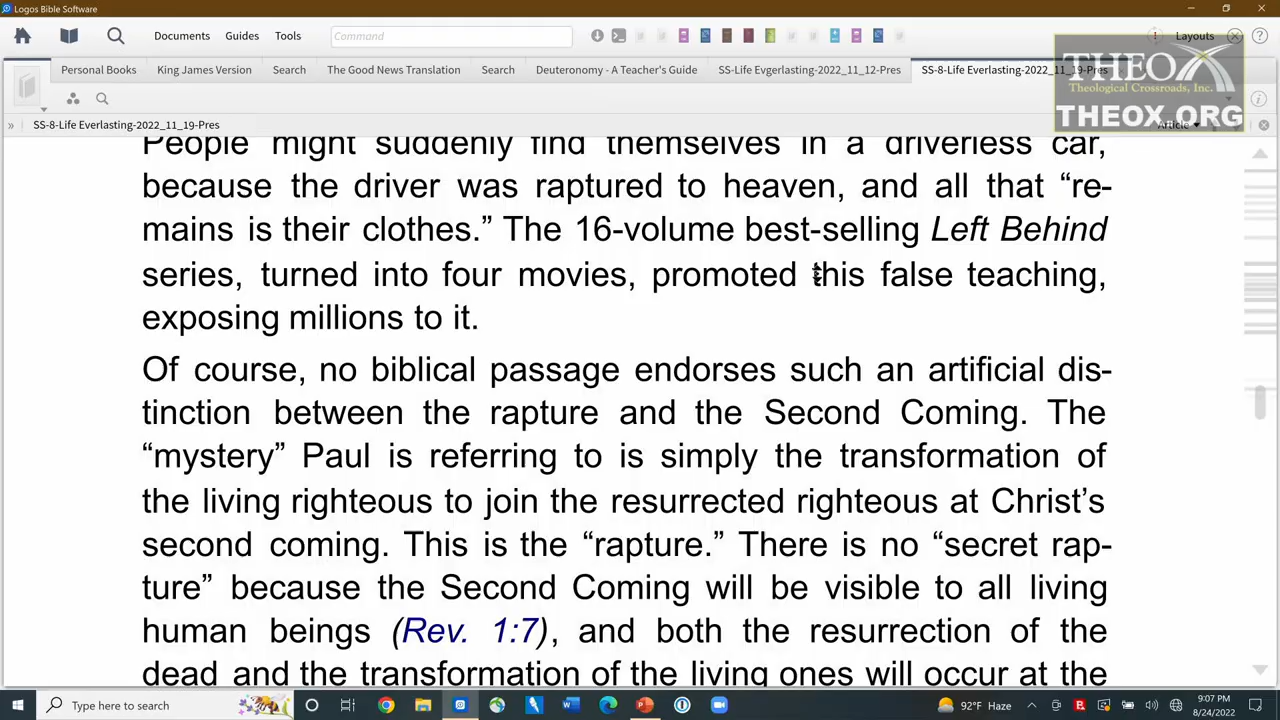 Logos Bible Software
Documents Guides Tools Command Layouts
Personal Books King James Version Search The Complete
THEOX
Theological Crossroads, Inc.
THEOX.ORG
Search Deuteronomy - A Teacher's Guide SS-Life Evgerlasting-2022_11_12-Pres SS-8-Life Everlasting-2022_11_19-Pres
SS-8-Life Everlasting-2022_11_19-Pres Article
People might suddenly find themselves in a driverless car,
because the driver was raptured to heaven, and all that “re-
mains is their clothes.” The 16-volume best-selling Left Behind
series, turned into four movies, promoted this false teaching,
exposing millions to it.
Of course, no biblical passage endorses such an artificial dis-
tinction between the rapture and the Second Coming. The
“mystery” Paul is referring to is simply the transformation of
the living righteous to join the resurrected righteous at Christ’s
second coming. This is the “rapture.” There is no “secret rap-
ture” because the Second Coming will be visible to all living
human beings (Rev. 1:7), and both the resurrection of the
dead and the transformation of the living ones will occur at the
Type here to search
92°F Haze
9:07 PM
8/24/2022